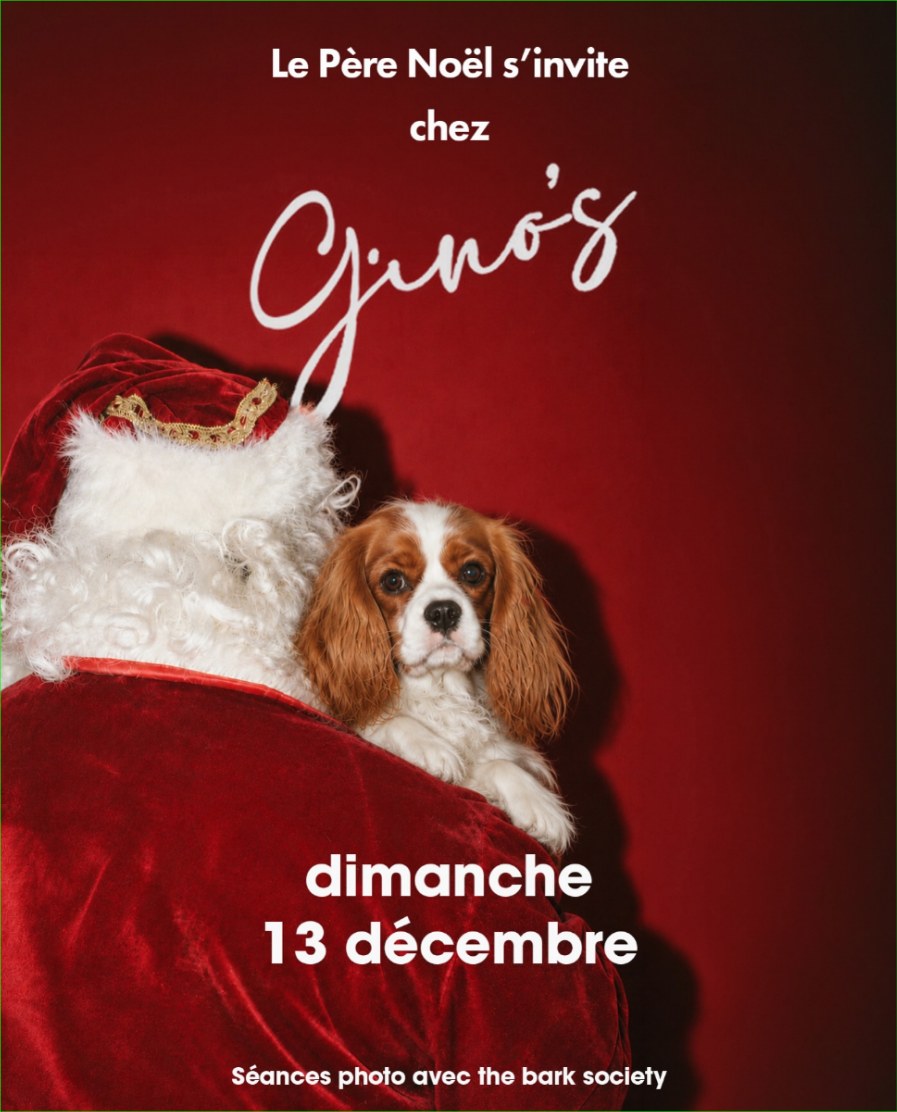 Le Père Noël s’invite
chez
gino's
dimanche
13 décembre
Séances photo avec the bark society